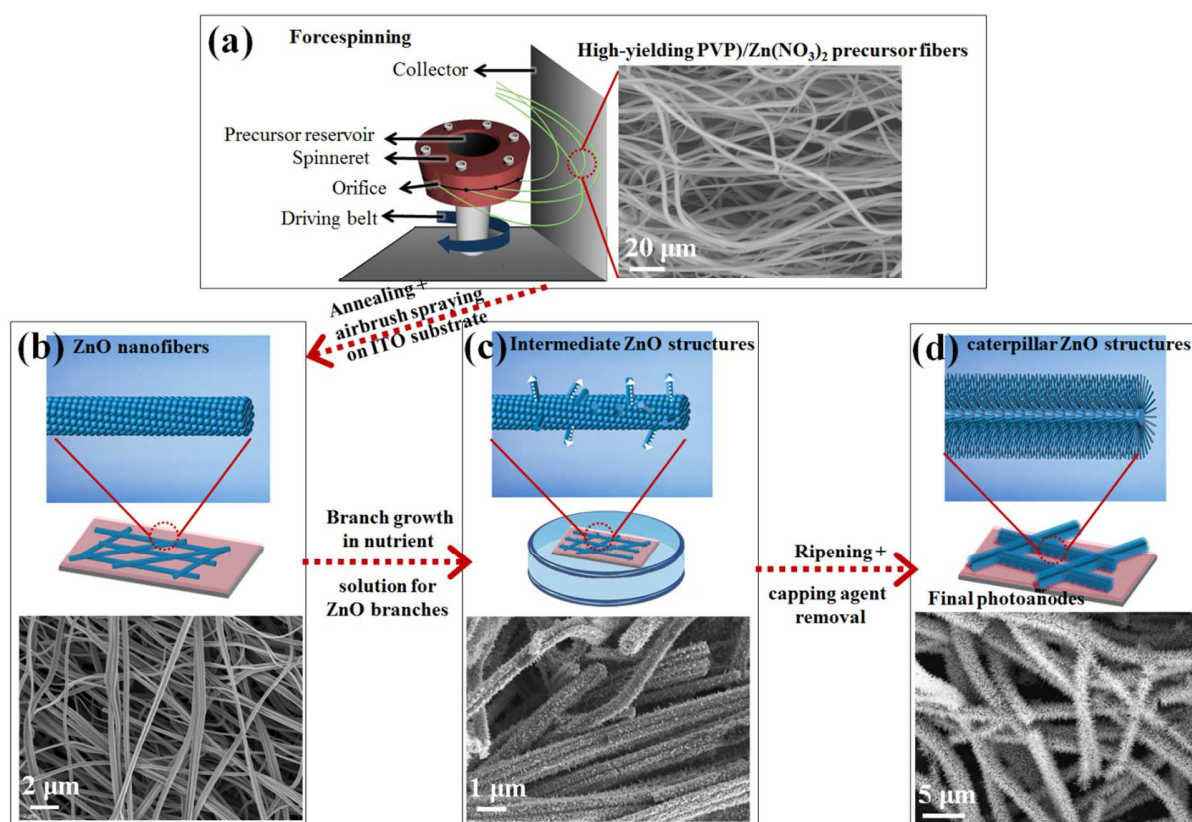 (a)
Forcespinning
Collector
Precursor reservoir
Spinneret
Orifice
Driving belt
High-yielding PVP)/Zn(NO₃)₂ precursor fibers
20 μm
Annealing +
airbrush spraying
on ITO substrate
(b)
ZnO nanofibers
2 μm
Branch growth
in nutrient
solution for
ZnO branches
(c)
Intermediate ZnO structures
1 μm
Ripening +
capping agent
removal
(d)
caterpillar ZnO structures
Final photoanodes
5 μm